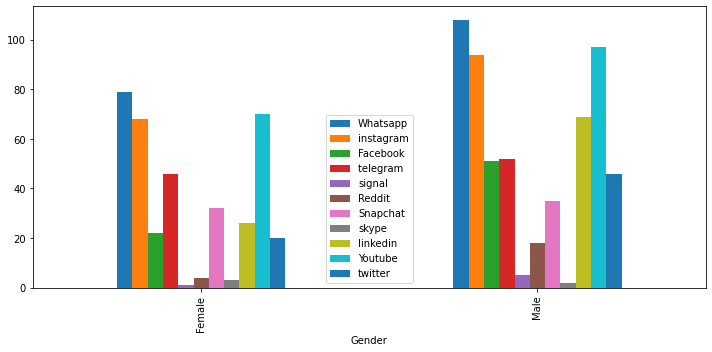 100
80
60
40
20
0
Whatsapp
instagram
Facebook
telegram
signal
Reddit
Snapchat
skype
linkedin
Youtube
twitter
Female
Male
Gender